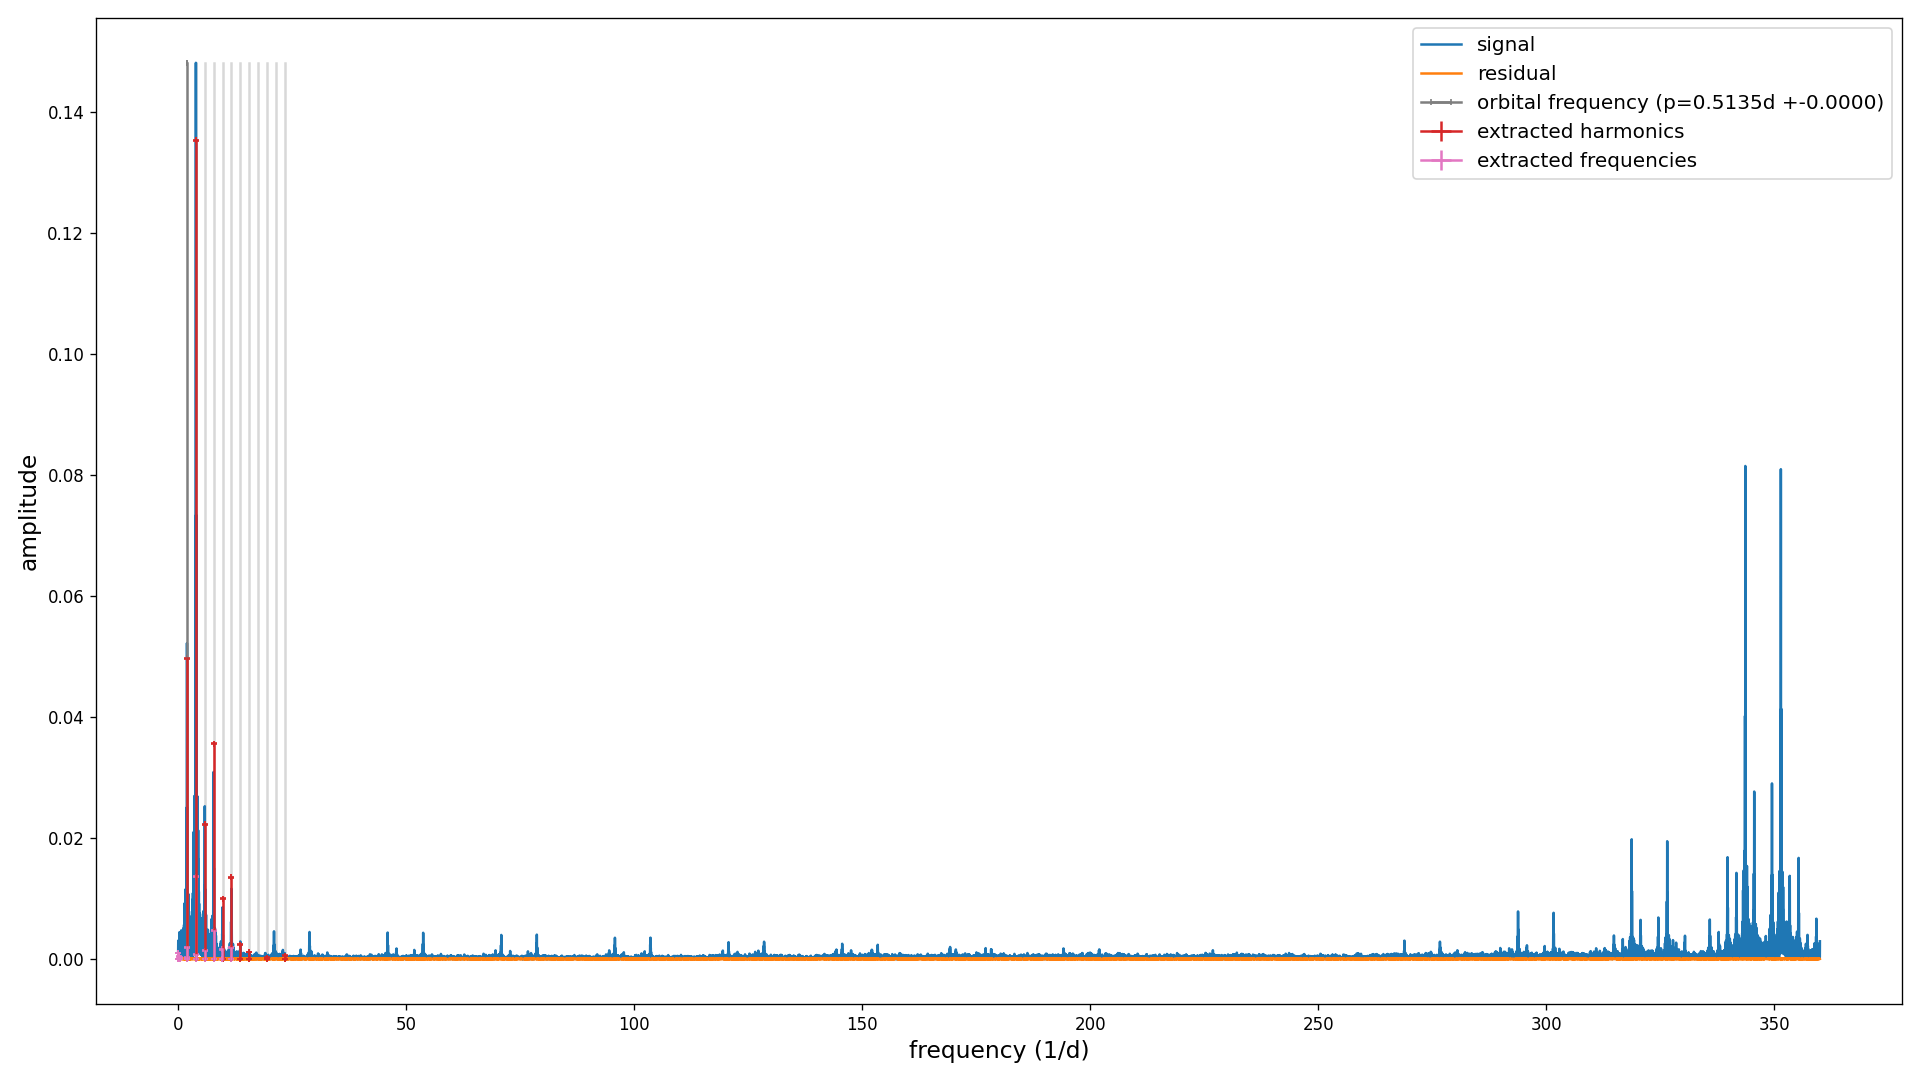 signal
residual
orbital frequency (p=0.5135d +-0.0000)
extracted harmonics
extracted frequencies
0.14
0.12
0.10
0.08
0.06
0.04
0.02
0.00
amplitude
0 50 100 150 200 250 300 350
frequency (1/d)